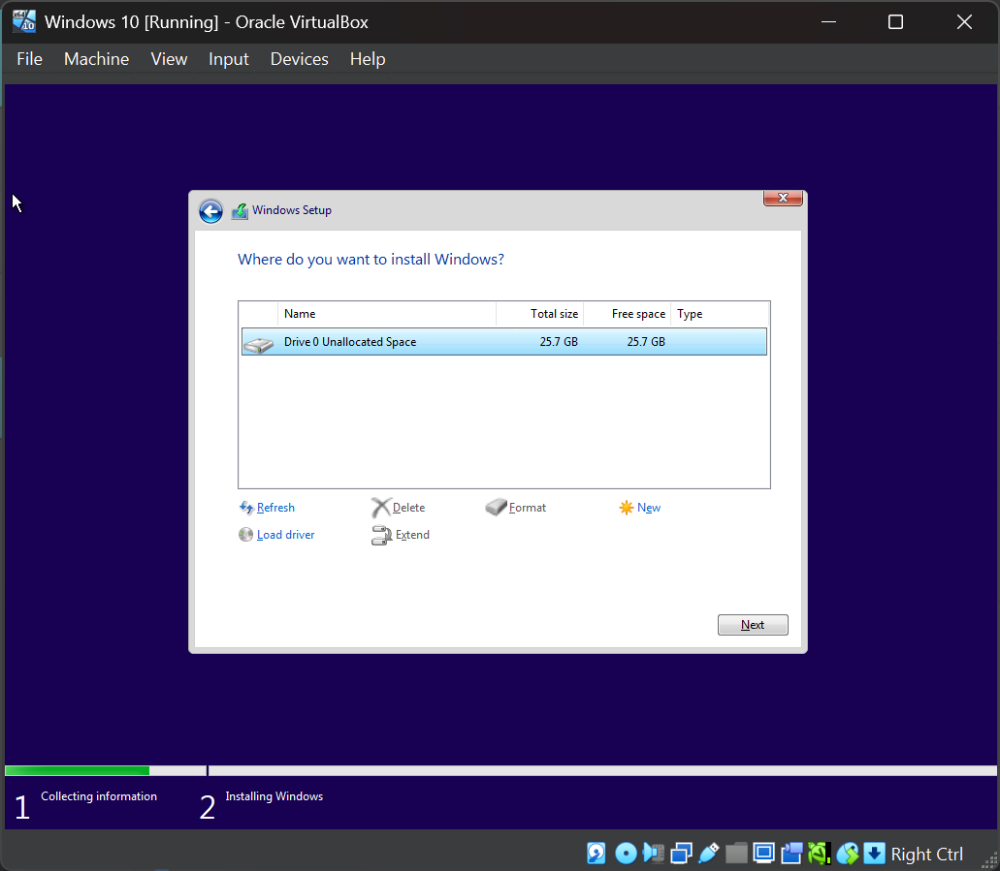 Windows 10 [Running] - Oracle VirtualBox
File Machine View Input Devices Help
Windows Setup
Where do you want to install Windows?
Name Total size Free space Type
Drive 0 Unallocated Space 25.7 GB 25.7 GB
Refresh Delete Format New
Load driver Extend
Next
1 Collecting information 2 Installing Windows
Right Ctrl